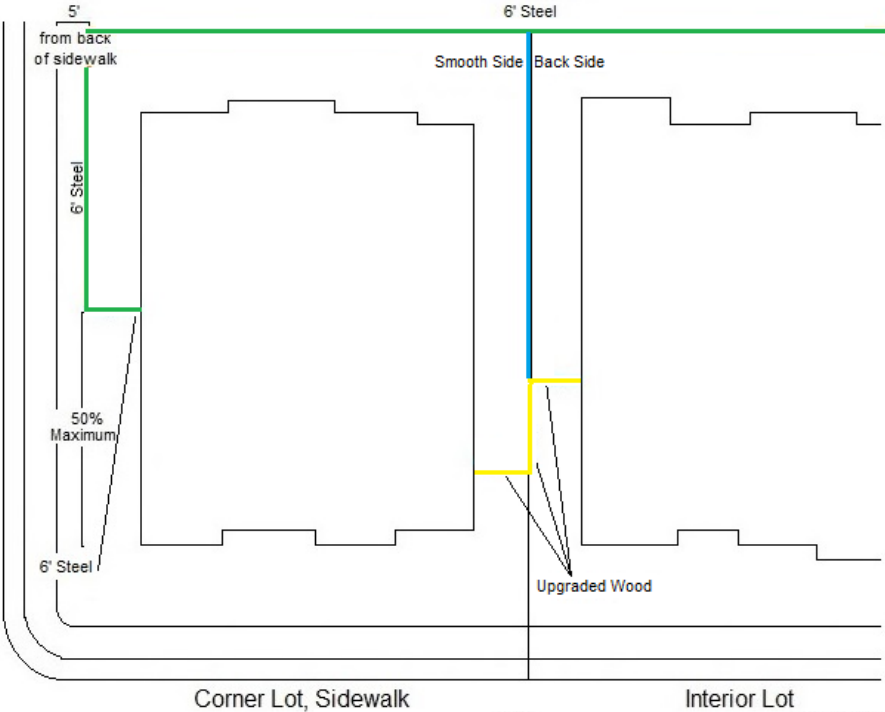 5'
6' Steel
from back
of sidewalk
Smooth Side
Back Side
6' Steel
50%
Maximum
6' Steel
Upgraded Wood
Corner Lot, Sidewalk
Interior Lot